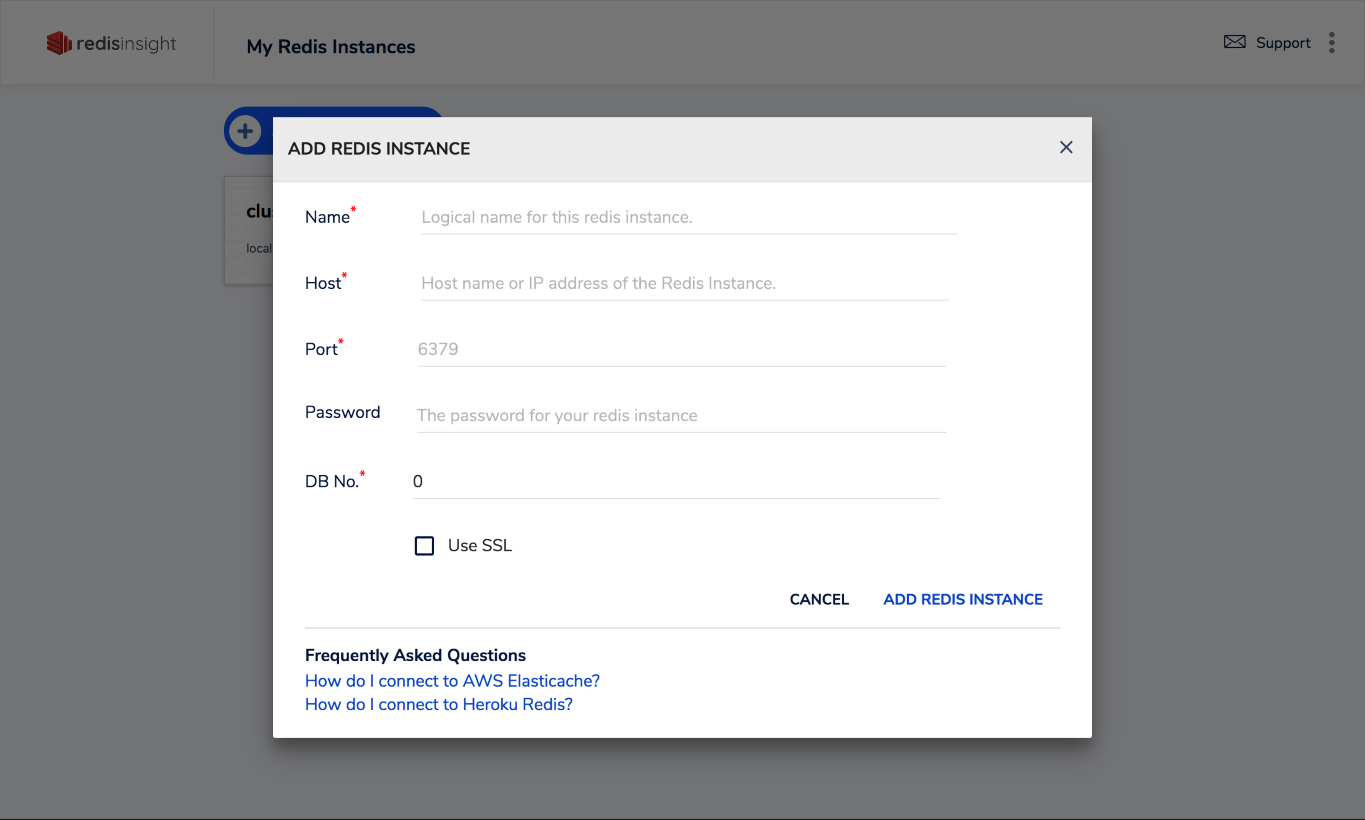 redisinsight
My Redis Instances
Support
ADD REDIS INSTANCE
Name*
Logical name for this redis instance.
Host*
Host name or IP address of the Redis Instance.
Port*
6379
Password
The password for your redis instance
DB No.*
0
Use SSL
CANCEL
ADD REDIS INSTANCE
Frequently Asked Questions
How do I connect to AWS Elasticache?
How do I connect to Heroku Redis?